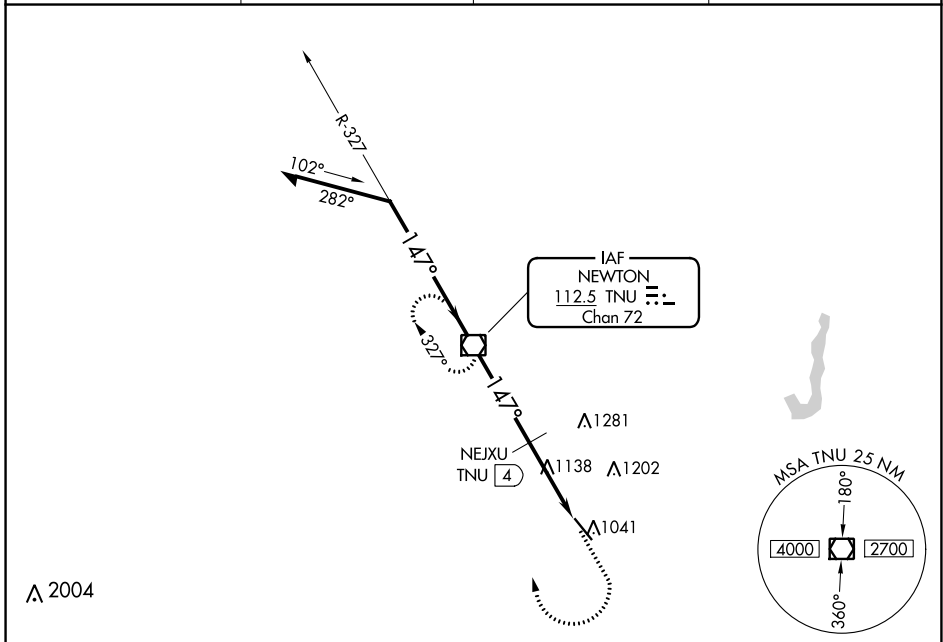 R-327
102°
282°
147°
IAF
NEWTON
112.5 TNU
Chan 72
327°
147°
1281
NEJXU
TNU 4
1138
1202
1041
2004
MSA TNU 25 NM
180°
4000
2700
360°